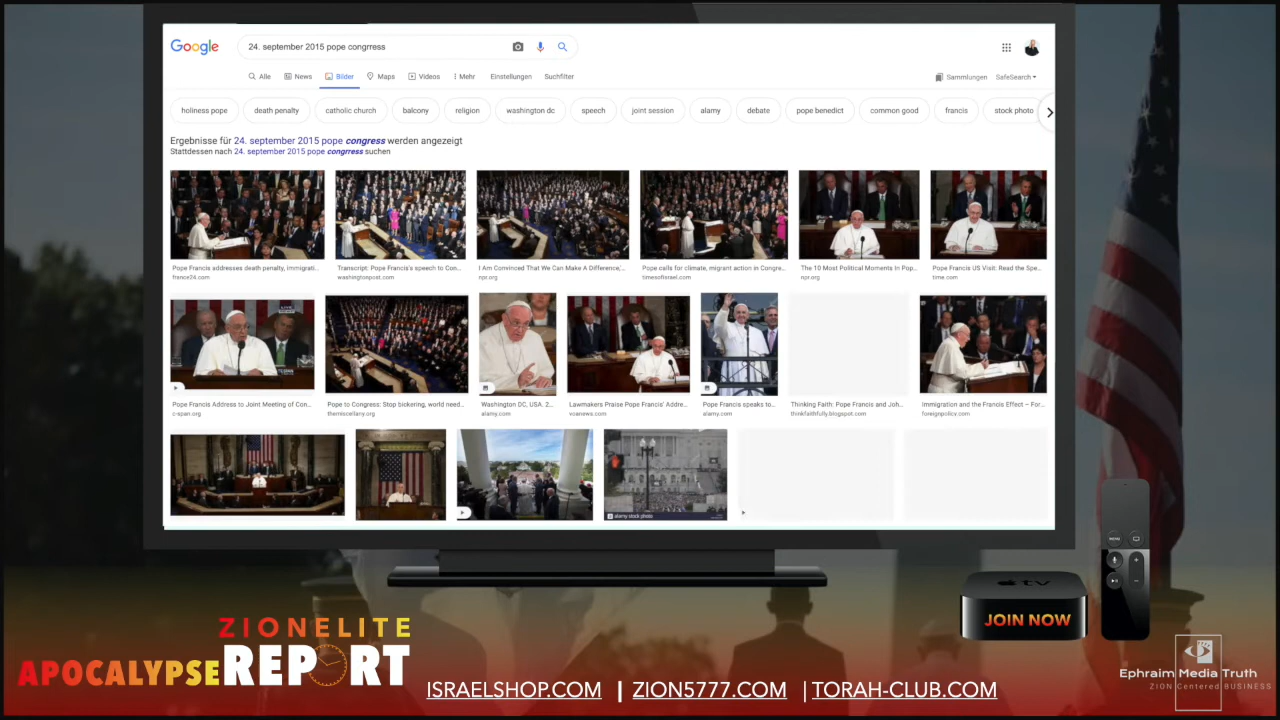 Google
24. september 2015 pope congrress
Alle News Bilder Maps Videos Mehr Einstellungen Suchfilter
Sammlungen SafeSearch
holiness pope death penalty catholic church balcony religion washington dc speech joint session alamy debate pope benedict common good francis stock photo
Ergebnisse für 24. september 2015 pope congress werden angezeigt
Stattdessen nach 24. september 2015 pope congrress suchen
Pope Francis addresses death penalty, immigrati...
france24.com
Transcript: Pope Francis's speech to Con...
washingtonpost.com
I Am Convinced That We Can Make A Difference,'...
npr.org
Pope calls for climate, migrant action in Congre...
timesofisrael.com
The 10 Most Political Moments In Pop...
npr.org
Pope Francis US Visit: Read the Spe...
time.com
Pope Francis Address to Joint Meeting of Con...
c-span.org
Pope to Congress: Stop bickering, world need...
themiscellany.org
Washington DC, USA. 2...
alamy.com
Lawmakers Praise Pope Francis' Addre...
voanews.com
Pope Francis speaks to...
alamy.com
Thinking Faith: Pope Francis and Joh...
thinkfaithfully.blogspot.com
Immigration and the Francis Effect – For...
foreignpolicy.com
alamy stock photo
MENU
tv
JOIN NOW
ZIONELITE
APOCALYPSE REPORT
ISRAELSHOP.COM | ZION5777.COM | TORAH-CLUB.COM
Ephraim Media Truth
ZION Centered BUSINESS